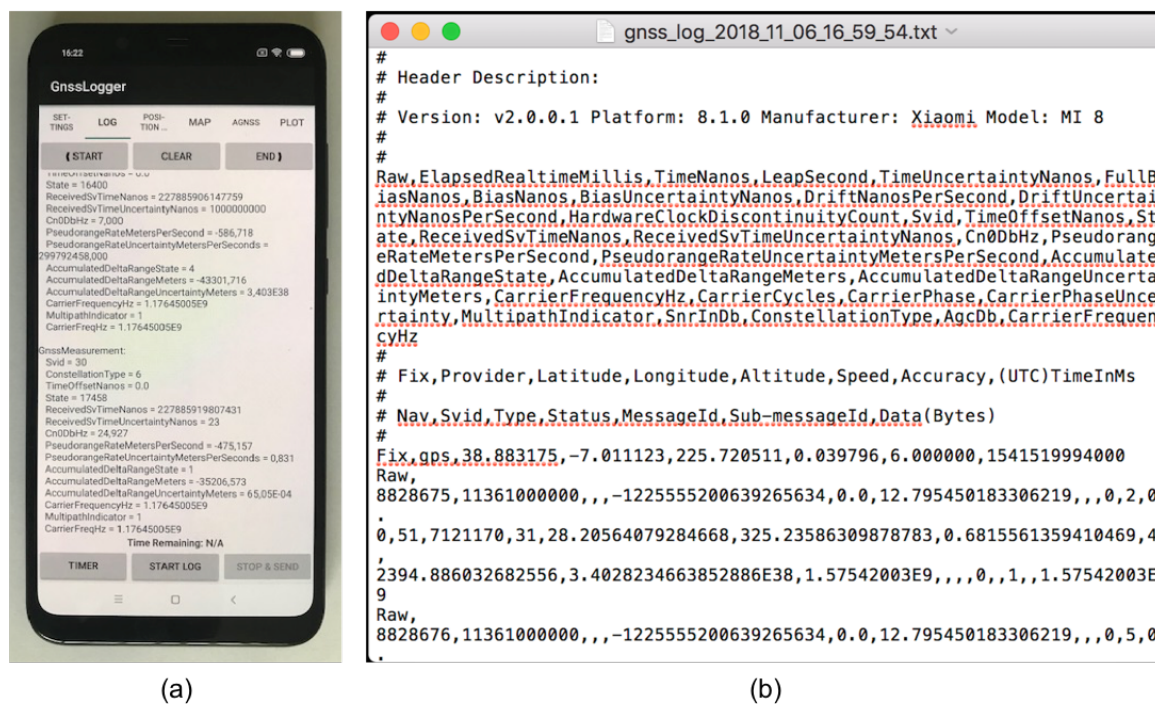 16:22
GnssLogger
SET-
TINGS
LOG
POSI-
TION ...
MAP
AGNSS
PLOT
⟪ START
CLEAR
END ⟫
TimeOffsetNanos = 0.0
State = 16400
ReceivedSvTimeNanos = 227885906147759
ReceivedSvTimeUncertaintyNanos = 1000000000
Cn0DbHz = 7,000
PseudorangeRateMetersPerSecond = -586,718
PseudorangeRateUncertaintyMetersPerSeconds =
299792458,000
AccumulatedDeltaRangeState = 4
AccumulatedDeltaRangeMeters = -43301,716
AccumulatedDeltaRangeUncertaintyMeters = 3,403E38
CarrierFrequencyHz = 1.17645005E9
MultipathIndicator = 1
CarrierFreqHz = 1.17645005E9
GnssMeasurement:
Svid = 30
ConstellationType = 6
TimeOffsetNanos = 0.0
State = 17458
ReceivedSvTimeNanos = 227885919807431
ReceivedSvTimeUncertaintyNanos = 23
Cn0DbHz = 24,927
PseudorangeRateMetersPerSecond = -475,157
PseudorangeRateUncertaintyMetersPerSeconds = 0,831
AccumulatedDeltaRangeState = 1
AccumulatedDeltaRangeMeters = -35206,573
AccumulatedDeltaRangeUncertaintyMeters = 65,05E-04
CarrierFrequencyHz = 1.17645005E9
MultipathIndicator = 1
CarrierFreqHz = 1.17645005E9
Time Remaining: N/A
TIMER
START LOG
STOP & SEND
(a)
gnss_log_2018_11_06_16_59_54.txt
#
# Header Description:
#
# Version: v2.0.0.1 Platform: 8.1.0 Manufacturer: Xiaomi Model: MI 8
#
#
Raw,ElapsedRealtimeMillis,TimeNanos,LeapSecond,TimeUncertaintyNanos,FullB
iasNanos,BiasNanos,BiasUncertaintyNanos,DriftNanosPerSecond,DriftUncertai
ntyNanosPerSecond,HardwareClockDiscontinuityCount,Svid,TimeOffsetNanos,St
ate,ReceivedSvTimeNanos,ReceivedSvTimeUncertaintyNanos,Cn0DbHz,Pseudorang
eRateMetersPerSecond,PseudorangeRateUncertaintyMetersPerSecond,Accumulate
dDeltaRangeState,AccumulatedDeltaRangeMeters,AccumulatedDeltaRangeUncerta
intyMeters,CarrierFrequencyHz,CarrierCycles,CarrierPhase,CarrierPhaseUnce
rtainty,MultipathIndicator,SnrInDb,ConstellationType,AgcDb,CarrierFrequen
cyHz
#
# Fix,Provider,Latitude,Longitude,Altitude,Speed,Accuracy,(UTC)TimeInMs
#
# Nav,Svid,Type,Status,MessageId,Sub-messageId,Data(Bytes)
#
Fix,gps,38.883175,-7.011123,225.720511,0.039796,6.000000,1541519994000
Raw,
8828675,11361000000,,,-1225555200639265634,0.0,12.795450183306219,,,0,2,0
.
0,51,7121170,31,28.20564079284668,325.23586309878783,0.6815561359410469,4
,
2394.886032682556,3.4028234663852886E38,1.57542003E9,,,,0,,1,,1.57542003E
9
Raw,
8828676,11361000000,,,-1225555200639265634,0.0,12.795450183306219,,,0,5,0
.
(b)